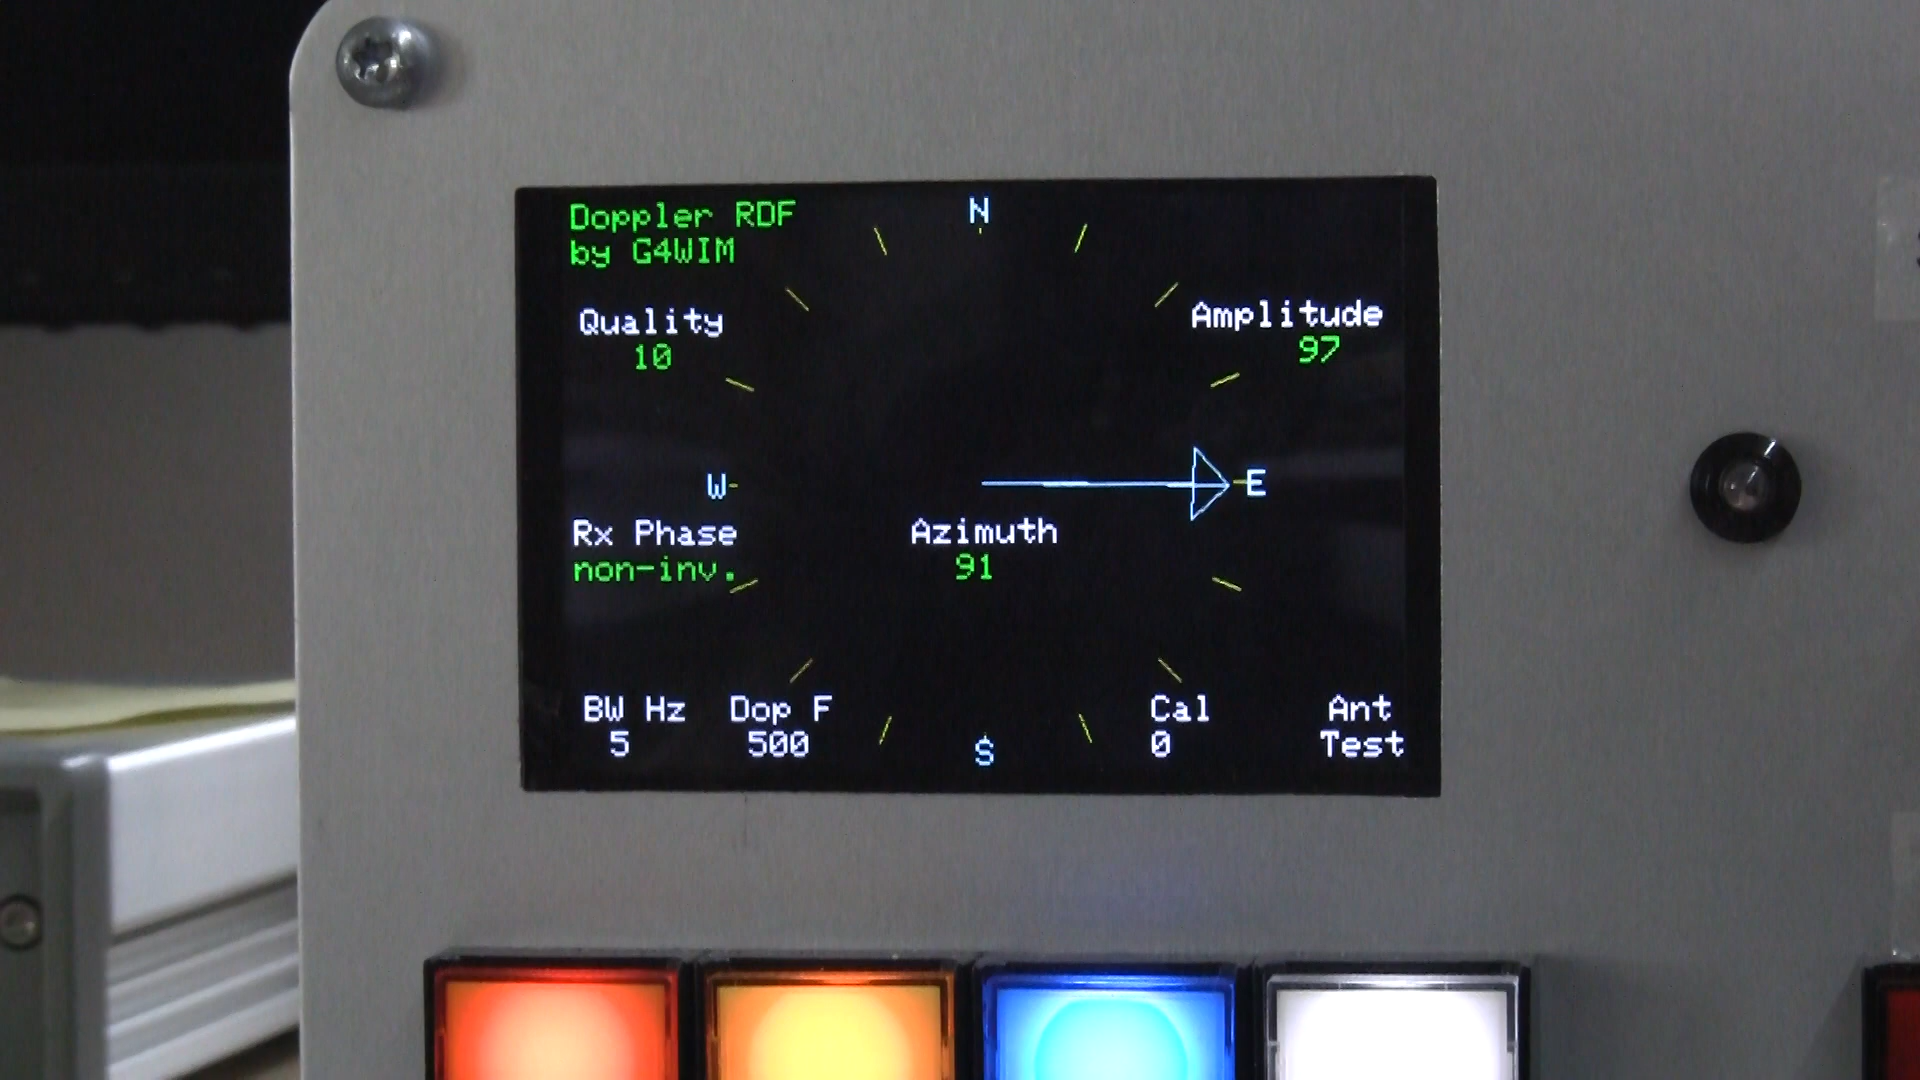 Doppler RDF
by G4WIM
N
Quality
10
Amplitude
97
W
E
Rx Phase
non-inv.
Azimuth
91
BW Hz
5
Dop F
500
S
Cal
0
Ant
Test